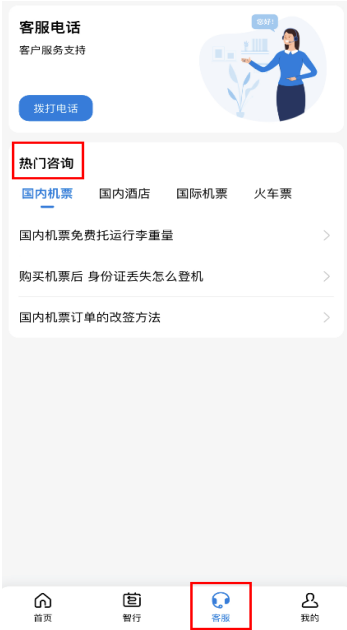 客服电话
您好!
客户服务支持
拨打电话
热门咨询
国内机票 国内酒店 国际机票 火车票
国内机票免费托运行李重量
购买机票后 身份证丢失怎么登机
国内机票订单的改签方法
首页 智行 客服 我的